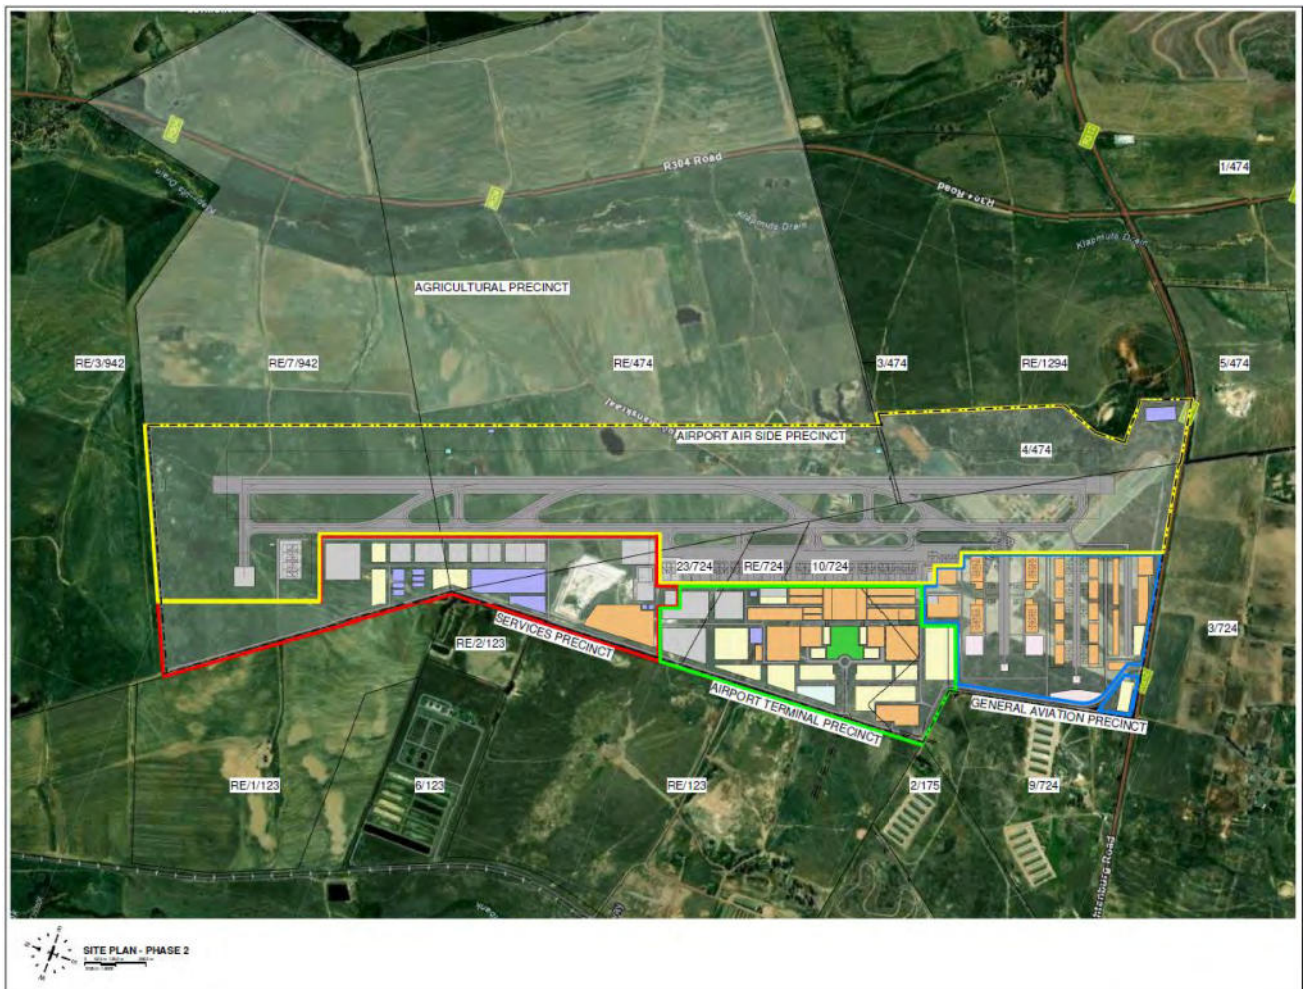 R304 Road
R304 Road
1/474
Klapmuts Drain
Klapmuts Drain
Klapmuts Drain
AGRICULTURAL PRECINCT
RE/3/942
RE/7/942
RE/474
3/474
RE/1294
5/474
AIRPORT AIR SIDE PRECINCT
4/474
23/724
RE/724
10/724
SERVICES PRECINCT
RE/2/123
3/724
AIRPORT TERMINAL PRECINCT
GENERAL AVIATION PRECINCT
RE/1/123
6/123
RE/123
2/175
9/724
SITE PLAN - PHASE 2